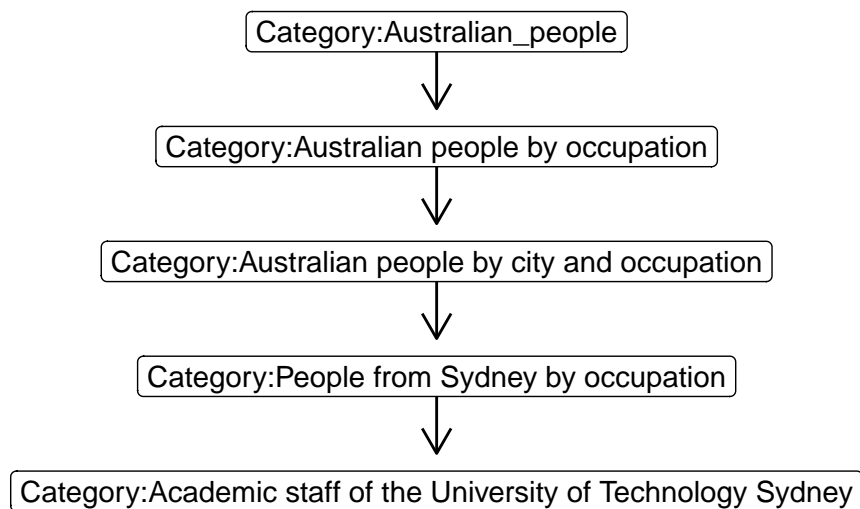 Category:Australian_people
Category:Australian people by occupation
Category:Australian people by city and occupation
Category:People from Sydney by occupation
Category:Academic staff of the University of Technology Sydney